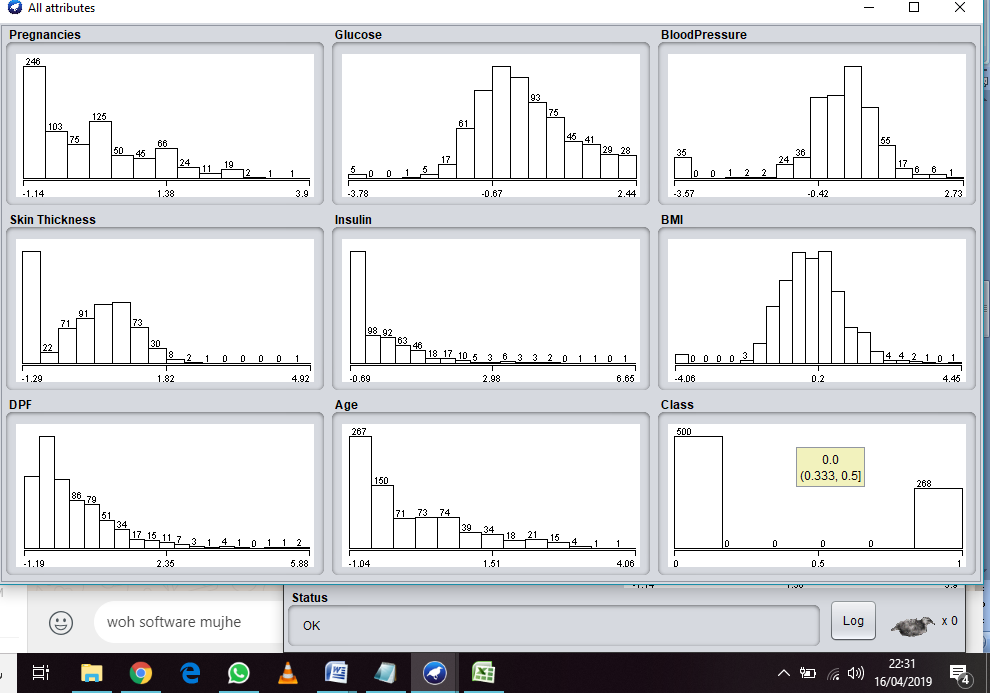 All attributes
Pregnancies
246 103 75 125 50 45 66 24 11 19 2 1 1
-1.14 1.38 3.9
Glucose
5 0 0 1 5 17 61 93 75 45 41 29 28
-3.78 -0.67 2.44
BloodPressure
35 0 0 1 2 2 24 36 55 17 6 6 1
-3.57 -0.42 2.73
Skin Thickness
22 71 91 73 30 8 2 1 0 0 0 0 1
-1.29 1.82 4.92
Insulin
98 92 63 46 18 17 10 5 3 6 3 3 2 0 1 1 0 1
-0.69 2.98 6.65
BMI
0 0 0 0 3 4 4 2 1 0 1
-4.06 0.2 4.45
DPF
86 79 51 34 17 15 11 7 3 1 4 1 0 1 1 2
-1.19 2.35 5.88
Age
267 150 71 73 74 39 34 18 21 15 4 1 1
-1.04 1.51 4.06
Class
500 0 0 0 0 268
0.0
(0.333, 0.5]
0 0.5 1
woh software mujhe
Status
OK
Log
x 0
22:31
16/04/2019
4